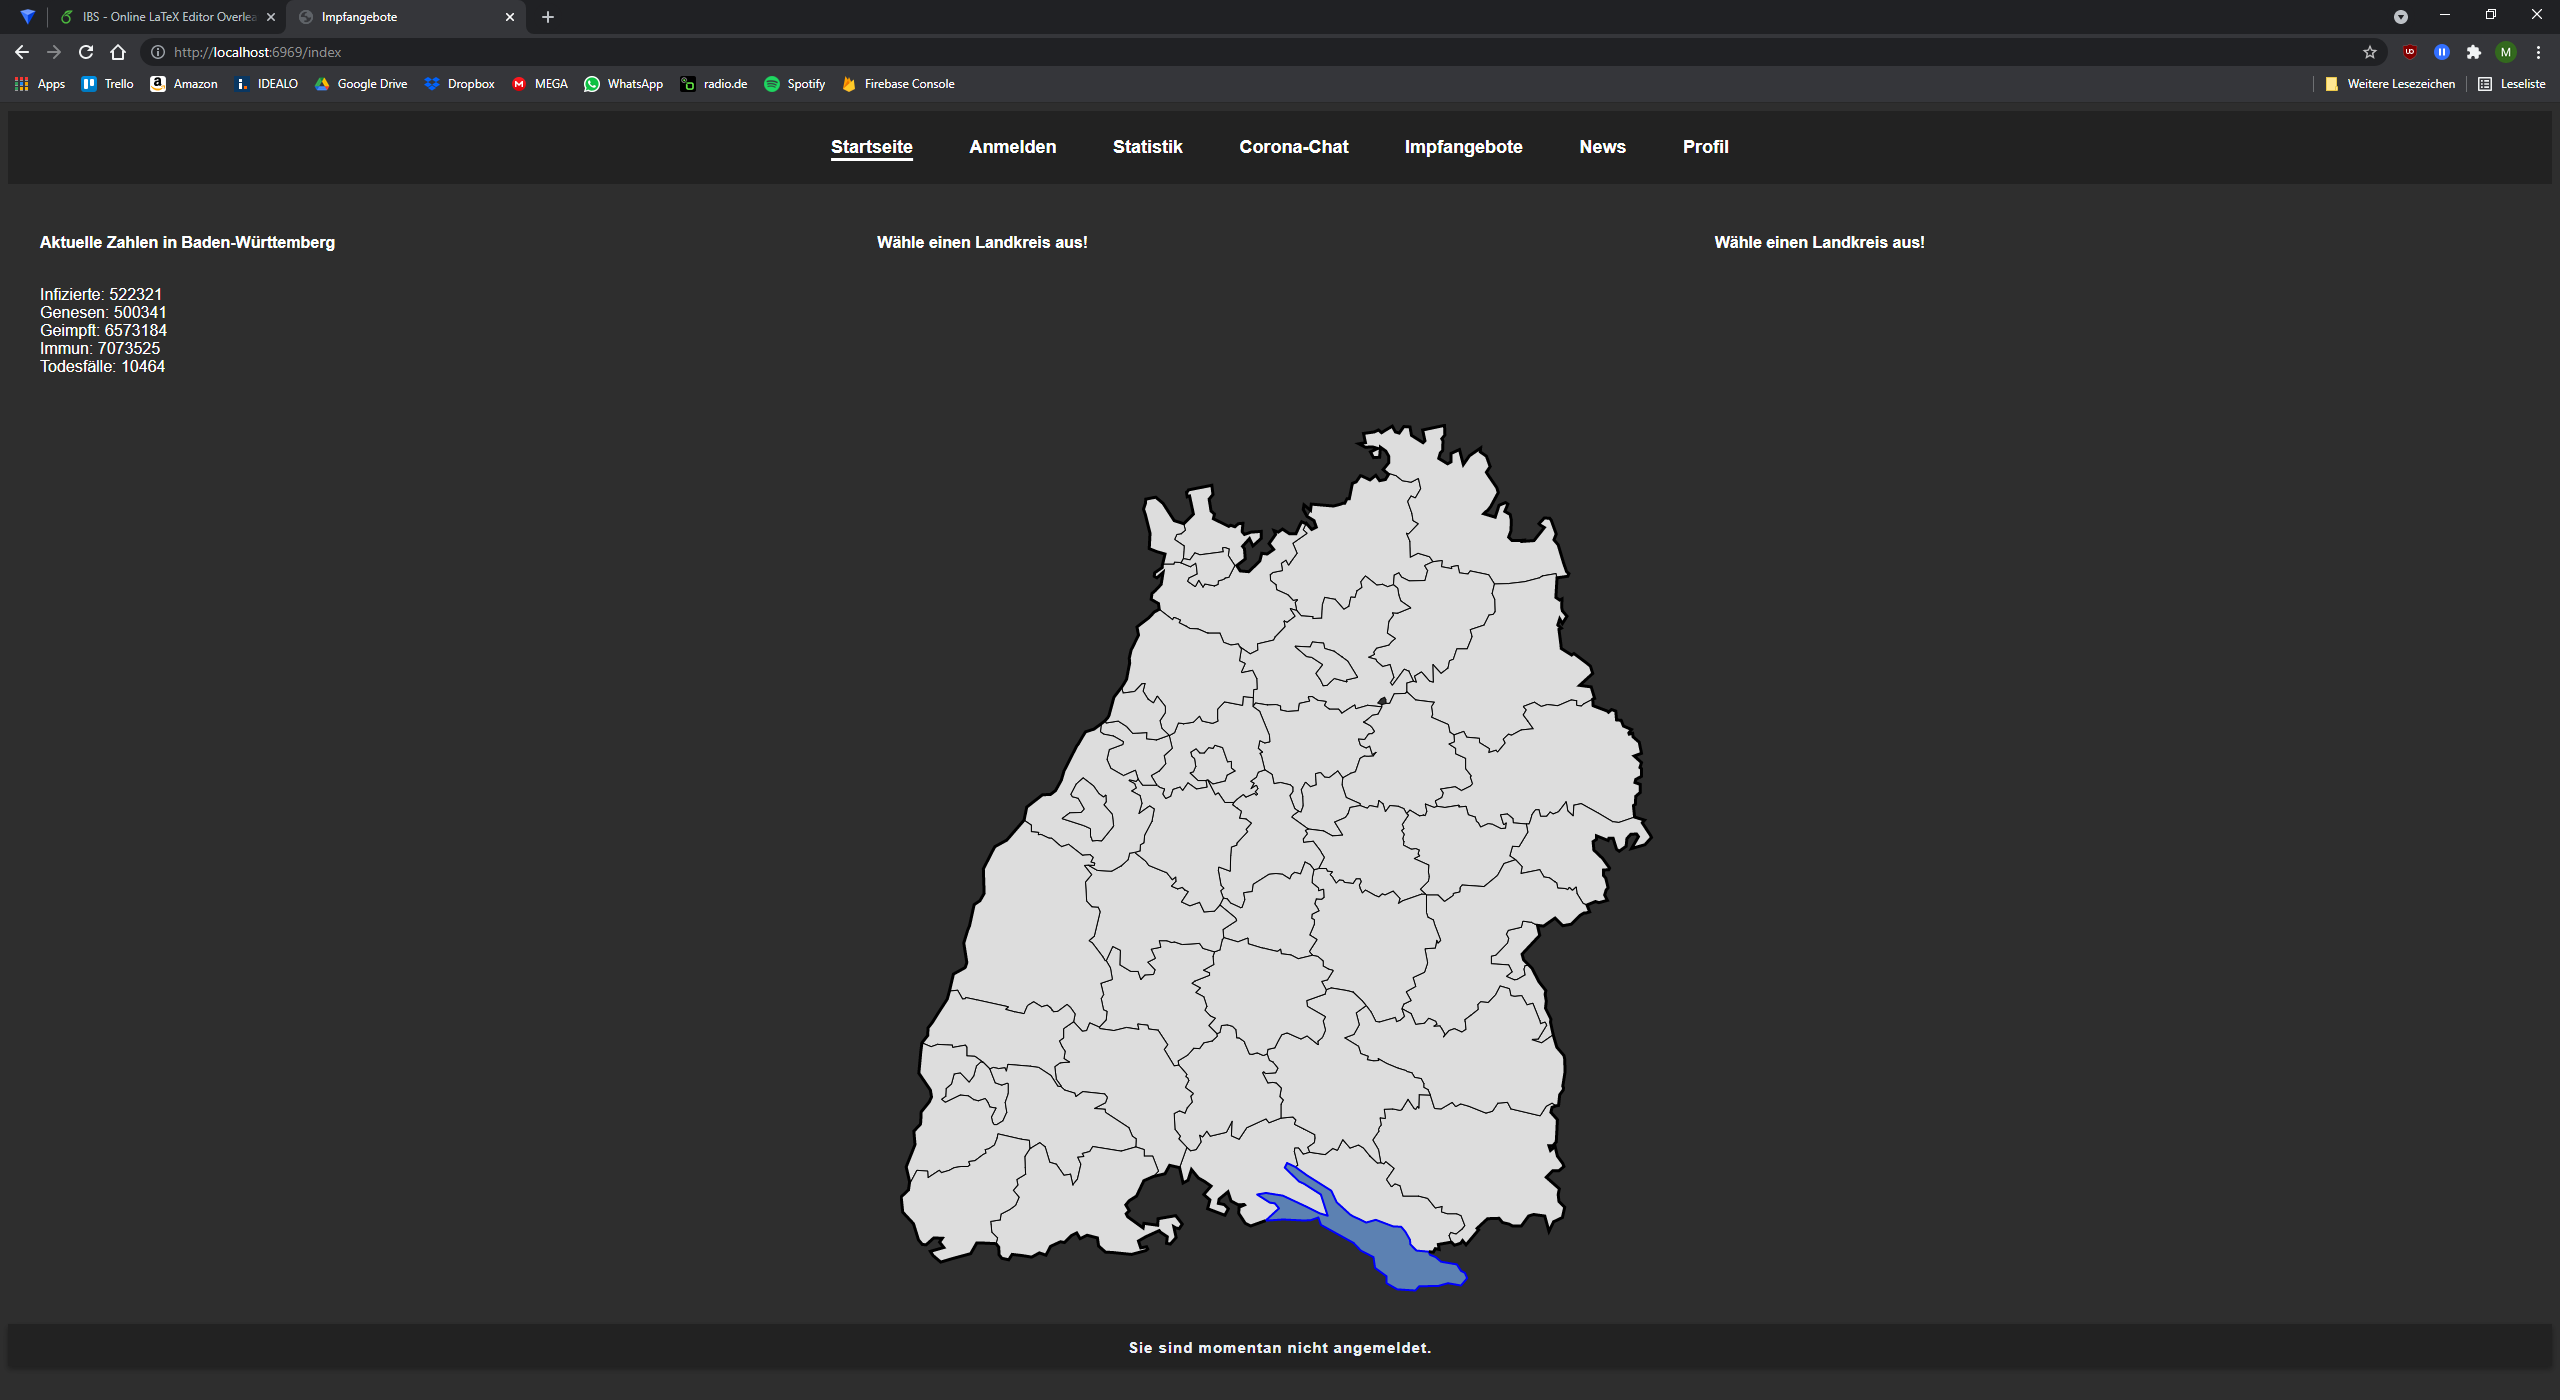 IBS - Online LaTeX Editor Overlea
Impfangebote
http://localhost:6969/index
Apps
Trello
Amazon
IDEALO
Google Drive
Dropbox
MEGA
WhatsApp
radio.de
Spotify
Firebase Console
Weitere Lesezeichen
Leseliste
M
Startseite
Anmelden
Statistik
Corona-Chat
Impfangebote
News
Profil
Aktuelle Zahlen in Baden-Württemberg
Wähle einen Landkreis aus!
Wähle einen Landkreis aus!
Infizierte: 522321
Genesen: 500341
Geimpft: 6573184
Immun: 7073525
Todesfälle: 10464
Sie sind momentan nicht angemeldet.